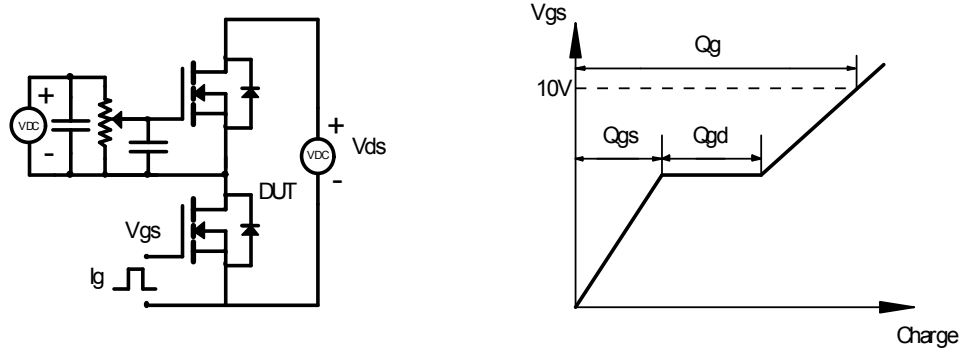 +
VDC
-
+
VDC
-
Vds
DUT
Vgs
Ig
Vgs
Qg
10V
Qgs
Qgd
Charge